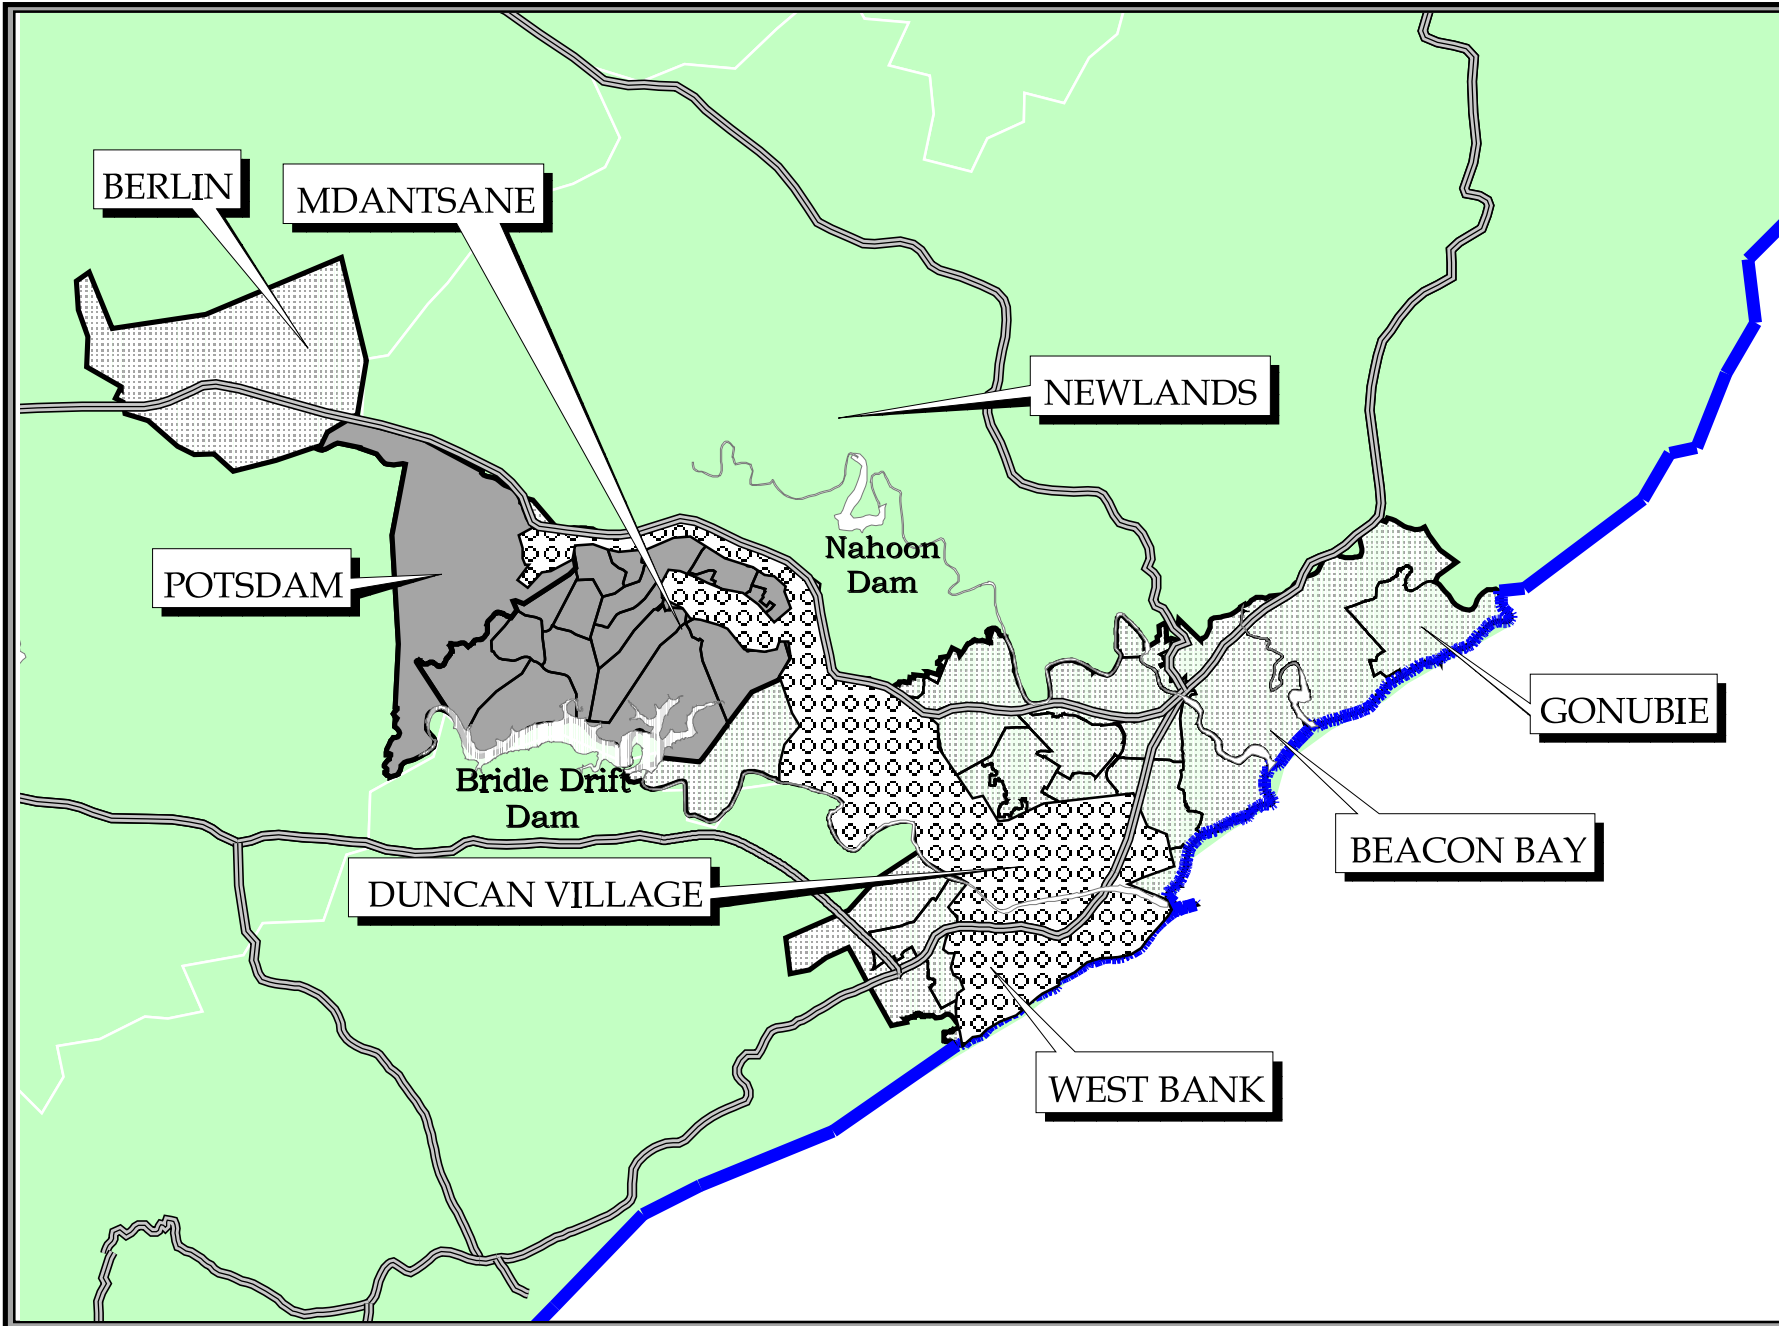 BERLIN
MDANTSANE
NEWLANDS
Nahoon
Dam
POTSDAM
GONUBIE
Bridle Drift
Dam
BEACON BAY
DUNCAN VILLAGE
WEST BANK